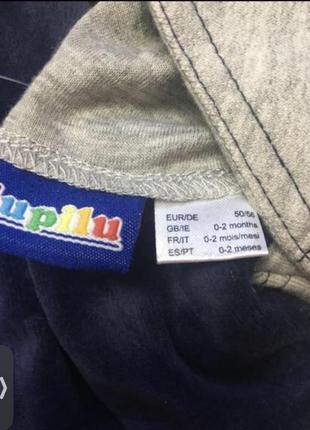 lupilu
EUR/DE 50/56
GB/IE 0-2 months
FR/IT 0-2 mois/mesi
ES/PT 0-2 meses